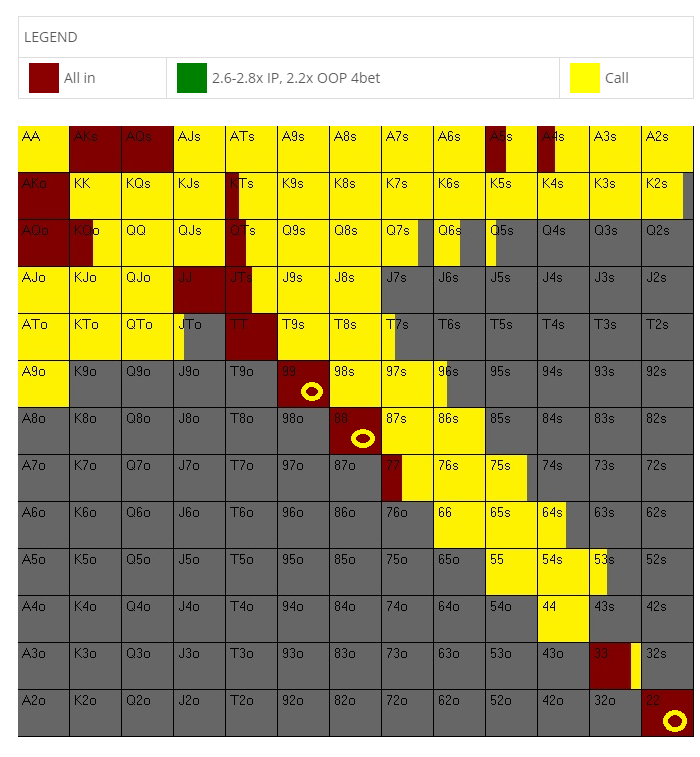 LEGEND
All in 2.6-2.8x IP, 2.2x OOP 4bet Call
AA AKs AQs AJs ATs A9s A8s A7s A6s A5s A4s A3s A2s
AKo KK KQs KJs KTs K9s K8s K7s K6s K5s K4s K3s K2s
AQo KQo QQ QJs QTs Q9s Q8s Q7s Q6s Q5s Q4s Q3s Q2s
AJo KJo QJo JJ JTs J9s J8s J7s J6s J5s J4s J3s J2s
ATo KTo QTo JTo TT T9s T8s T7s T6s T5s T4s T3s T2s
A9o K9o Q9o J9o T9o 99 98s 97s 96s 95s 94s 93s 92s
A8o K8o Q8o J8o T8o 98o 88 87s 86s 85s 84s 83s 82s
A7o K7o Q7o J7o T7o 97o 87o 77 76s 75s 74s 73s 72s
A6o K6o Q6o J6o T6o 96o 86o 76o 66 65s 64s 63s 62s
A5o K5o Q5o J5o T5o 95o 85o 75o 65o 55 54s 53s 52s
A4o K4o Q4o J4o T4o 94o 84o 74o 64o 54o 44 43s 42s
A3o K3o Q3o J3o T3o 93o 83o 73o 63o 53o 43o 33 32s
A2o K2o Q2o J2o T2o 92o 82o 72o 62o 52o 42o 32o 22